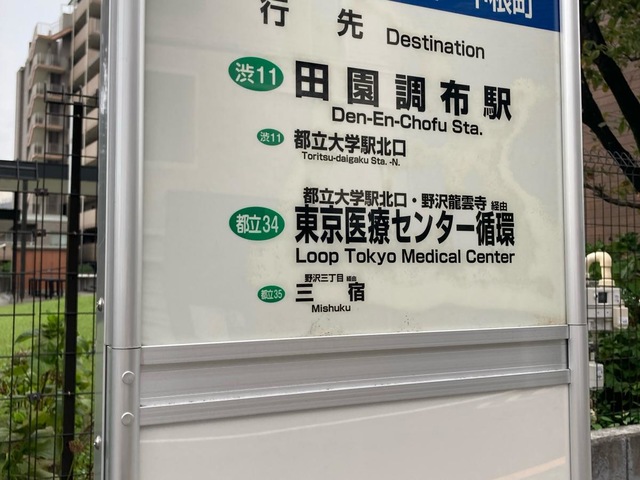 行先 Destination
渋11 田園調布駅
Den-En-Chofu Sta.
渋11 都立大学駅北口
Toritsu-daigaku Sta. -N.
都立大学駅北口・野沢龍雲寺 経由
都立34 東京医療センター循環
Loop Tokyo Medical Center
野沢三丁目 経由
都立35 三宿
Mishuku